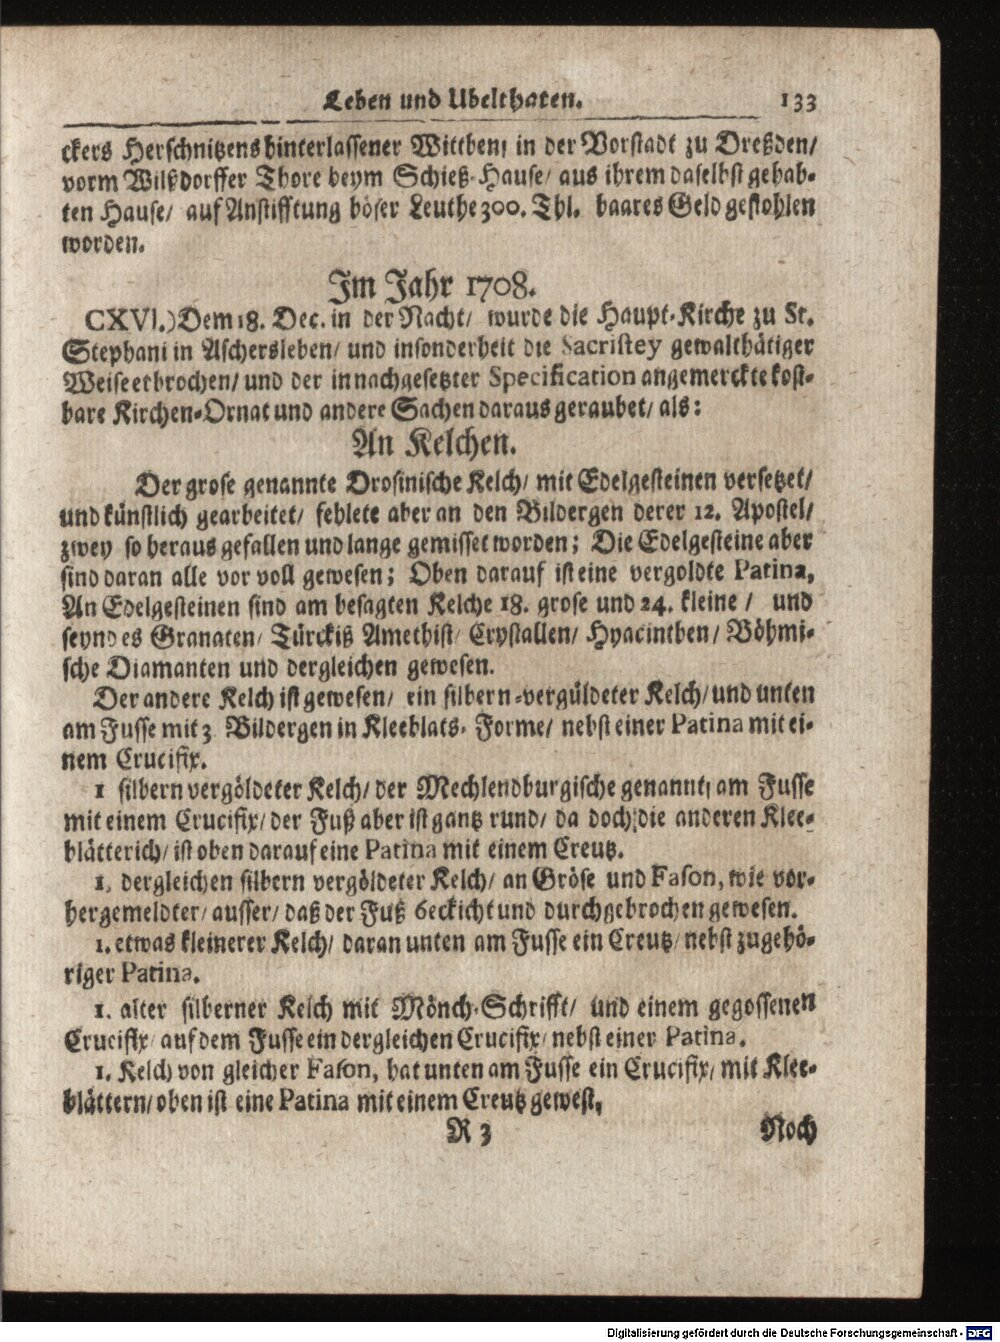 Leben und Ubelthaten. 133
ckers Herschnitzens hinterlassener Wittben/ in der Vorstadt zu Dreßden/
vorm Wilßdorffer Thore beym Schieß-Hause/ aus ihrem daselbst gehab-
ten Hause/ auf Anstifftung böser Leuthe 300. Thl. baares Geld gestohlen
worden.
Im Jahr 1708.
CXVI.) Dem 18. Dec. in der Nacht/ wurde die Haupt-Kirche zu St.
Stephani in Aschersleben/ und insonderheit die Sacristey gewalthätiger
Weise erbrochen/ und der in nachgesetzter Specification angemerckte kost-
bare Kirchen-Ornat und andere Sachen daraus geraubet/ als:
An Kelchen.
Der grose genannte Drosinische Kelch/ mit Edelgesteinen versetzet/
und künstlich gearbeitet/ fehlete aber an den Bildergen derer 12. Apostel/
zwey so heraus gefallen und lange gemisset worden; Die Edelgesteine aber
sind daran alle vor voll gewesen; Oben darauf ist eine vergoldte Patina,
An Edelgesteinen sind am besagten Kelche 18. grose und 24. kleine / und
seynd es Granaten/ Türckiß Amethist/ Crystallen/ Hyacinthen/ Böhmi-
sche Diamanten und dergleichen gewesen.
Der andere Kelch ist gewesen/ ein silbern-vergüldeter Kelch/ und unten
am Fusse mit 3 Bildergen in Kleeblats-Forme/ nebst einer Patina mit ei-
nem Crucifix.
1 silbern vergöldeter Kelch/ der Mechlendburgische genannt/ am Fusse
mit einem Crucifix/ der Fuß aber ist gantz rund/ da doch die anderen Klee-
blätterich/ ist oben darauf eine Patina mit einem Creutz.
1. dergleichen silbern vergöldeter Kelch/ an Gröse und Fason, wie vor-
hergemeldter/ ausser/ daß der Fuß 6eckicht und durchgebrochen gewesen.
1. etwas kleinerer Kelch/ daran unten am Fusse ein Creutz/ nebst zugehö-
riger Patina.
1. alter silberner Kelch mit Mönch-Schrifft/ und einem gegossenen
Crucifix/ auf dem Fusse ein dergleichen Crucifix/ nebst einer Patina.
1. Kelch von gleicher Fason, hat unten am Fusse ein Crucifix/ mit Klee-
blättern/ oben ist eine Patina mit einem Creutz gewest,
R 3 Noch
Digitalisierung gefördert durch die Deutsche Forschungsgemeinschaft - DFG